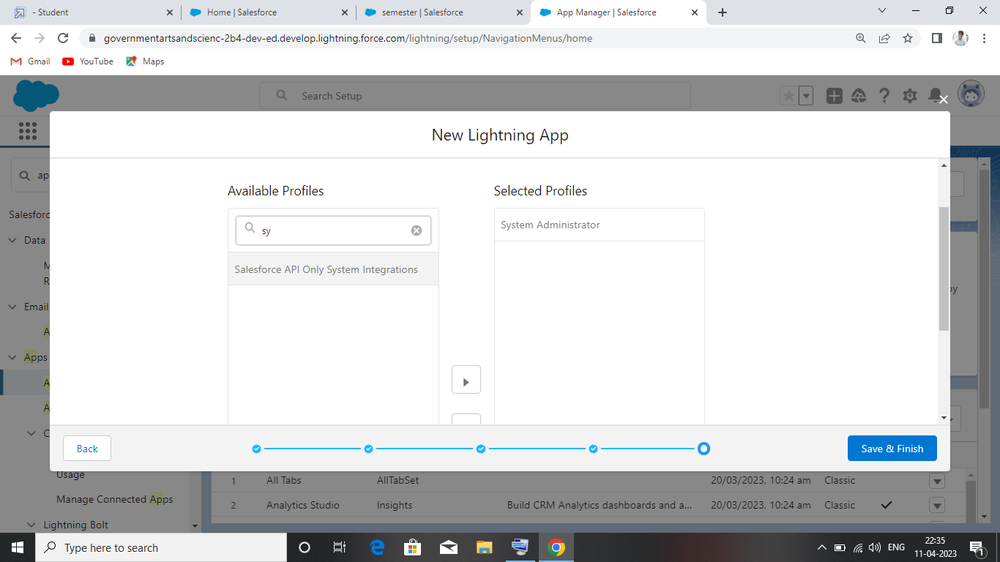 - Student
Home | Salesforce
semester | Salesforce
App Manager | Salesforce
governmentartsandscienc-2b4-dev-ed.develop.lightning.force.com/lightning/setup/NavigationMenus/home
Gmail
YouTube
Maps
Search Setup
New Lightning App
ap
Available Profiles
Selected Profiles
sy
System Administrator
Salesforce API Only System Integrations
Salesforc
Data
M
R
by
Email
A
Apps
A
A
C
Back
Save & Finish
Usage
1 All Tabs AllTabSet 20/03/2023, 10:24 am Classic
Manage Connected Apps
2 Analytics Studio Insights Build CRM Analytics dashboards and a... 20/03/2023, 10:24 am Classic
Lightning Bolt
Type here to search
ENG
22:35
11-04-2023
1